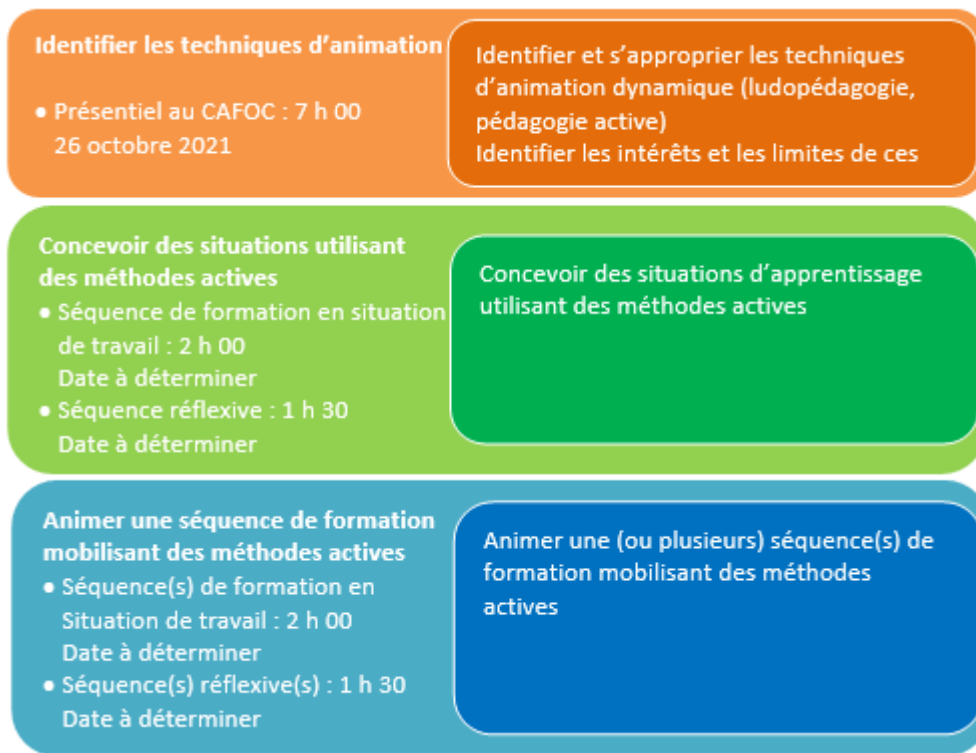 Identifier les techniques d'animation
• Présentiel au CAFOC : 7 h 00
26 octobre 2021
Identifier et s'approprier les techniques
d'animation dynamique (ludopédagogie,
pédagogie active)
Identifier les intérêts et les limites de ces
Concevoir des situations utilisant
des méthodes actives
• Séquence de formation en situation
de travail : 2 h 00
Date à déterminer
• Séquence réflexive : 1 h 30
Date à déterminer
Concevoir des situations d'apprentissage
utilisant des méthodes actives
Animer une séquence de formation
mobilisant des méthodes actives
• Séquence(s) de formation en
Situation de travail : 2 h 00
Date à déterminer
• Séquence(s) réflexive(s) : 1 h 30
Date à déterminer
Animer une (ou plusieurs) séquence(s) de
formation mobilisant des méthodes
actives